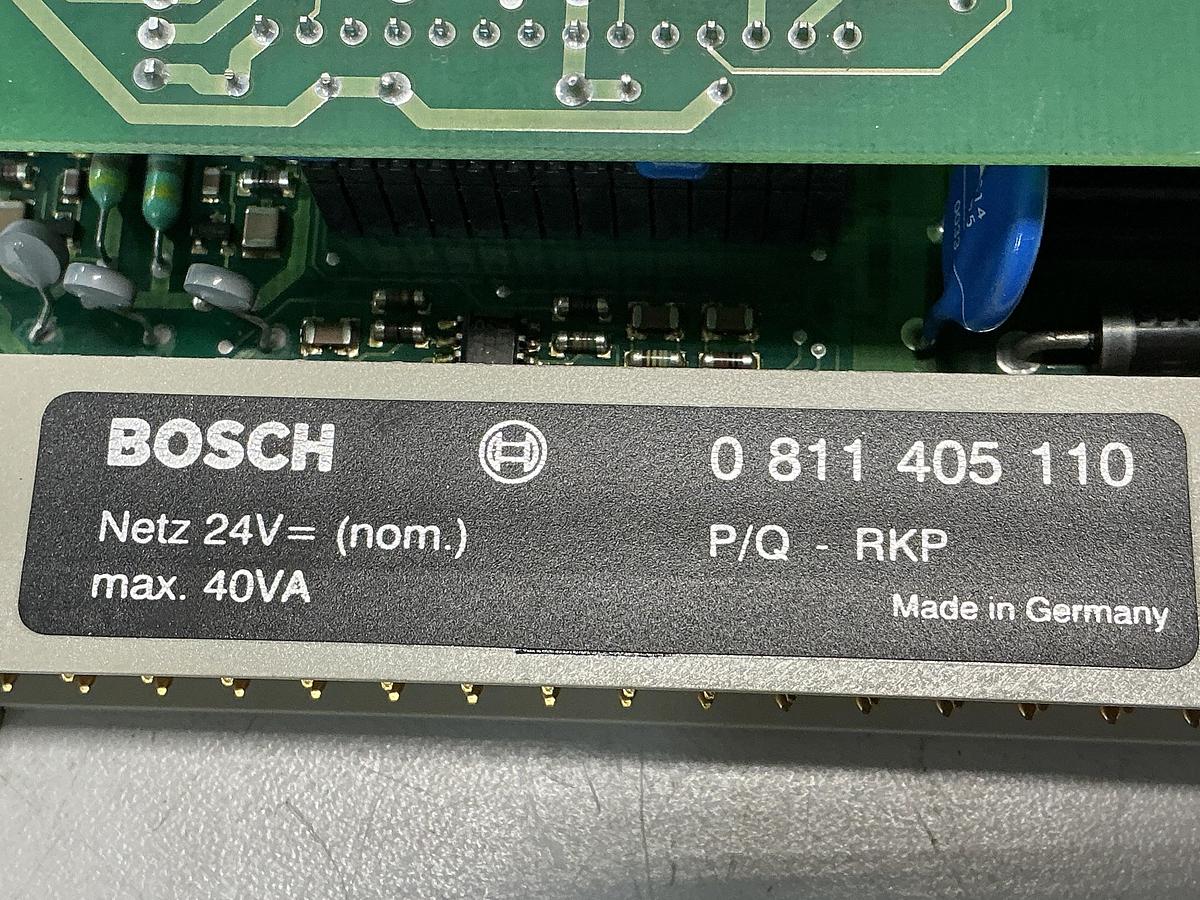 BOSCH
0 811 405 110
Netz 24V= (nom.)
P/Q - RKP
max. 40VA
Made in Germany